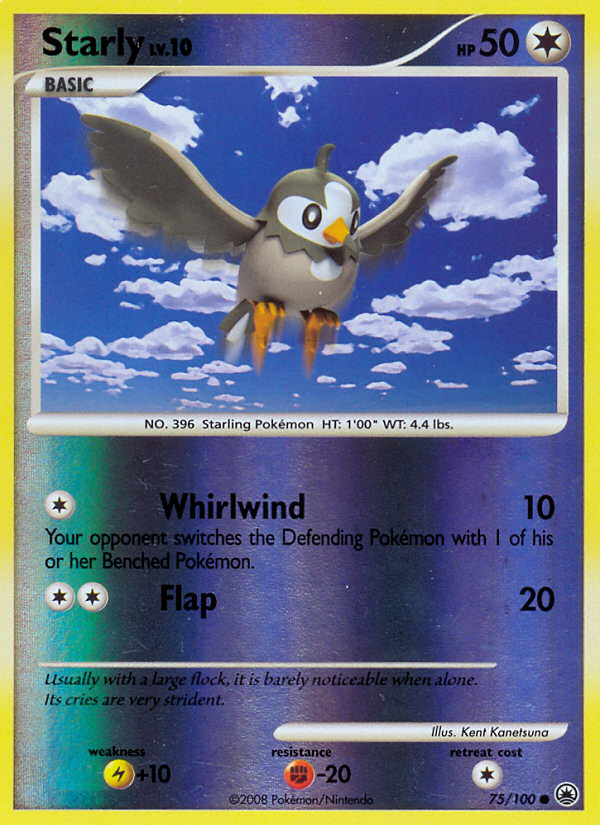 Starly LV.10 HP 50
BASIC
NO. 396 Starling Pokémon HT: 1'00" WT: 4.4 lbs.
Whirlwind 10
Your opponent switches the Defending Pokémon with 1 of his
or her Benched Pokémon.
Flap 20
Usually with a large flock, it is barely noticeable when alone.
Its cries are very strident.
Illus. Kent Kanetsuna
weakness resistance retreat cost
+10 -20
©2008 Pokémon/Nintendo 75/100